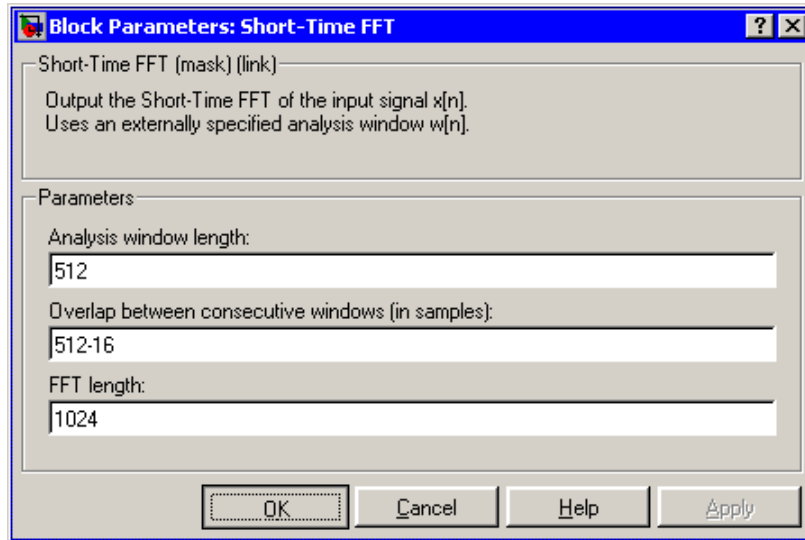 Block Parameters: Short-Time FFT
Short-Time FFT (mask) (link)
Output the Short-Time FFT of the input signal x[n].
Uses an externally specified analysis window w[n].
Parameters
Analysis window length:
512
Overlap between consecutive windows (in samples):
512-16
FFT length:
1024
OK Cancel Help Apply